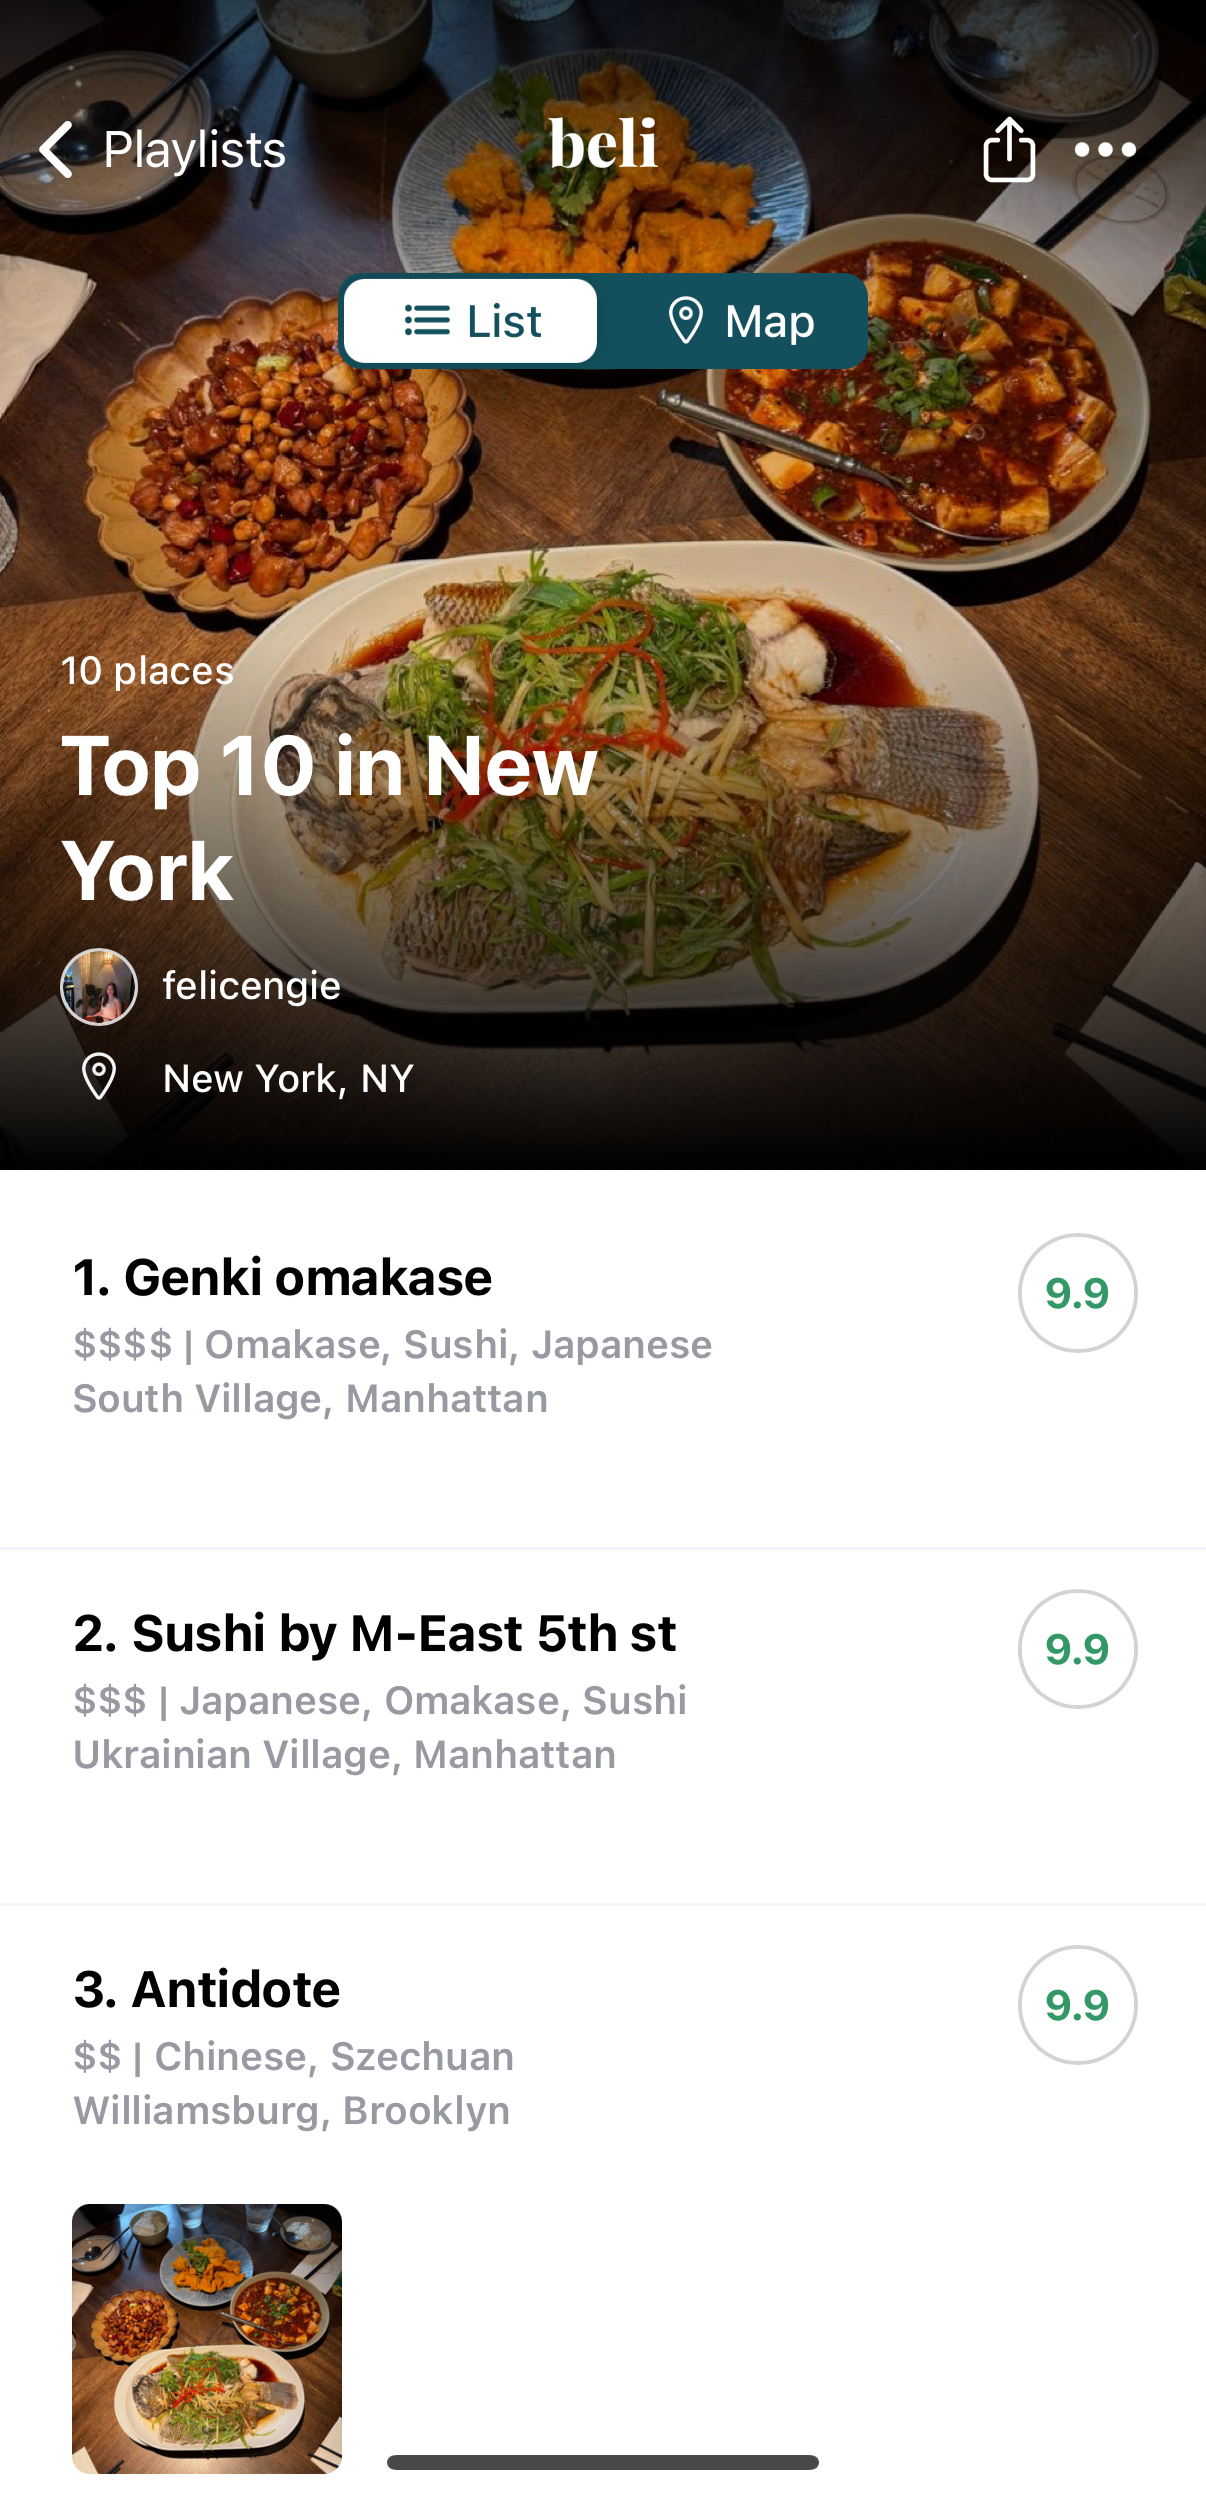 Playlists
beli
List
Map
10 places
Top 10 in New
York
felicengie
New York, NY
1. Genki omakase
9.9
$$$$ | Omakase, Sushi, Japanese
South Village, Manhattan
2. Sushi by M-East 5th st
9.9
$$$ | Japanese, Omakase, Sushi
Ukrainian Village, Manhattan
3. Antidote
9.9
$$ | Chinese, Szechuan
Williamsburg, Brooklyn